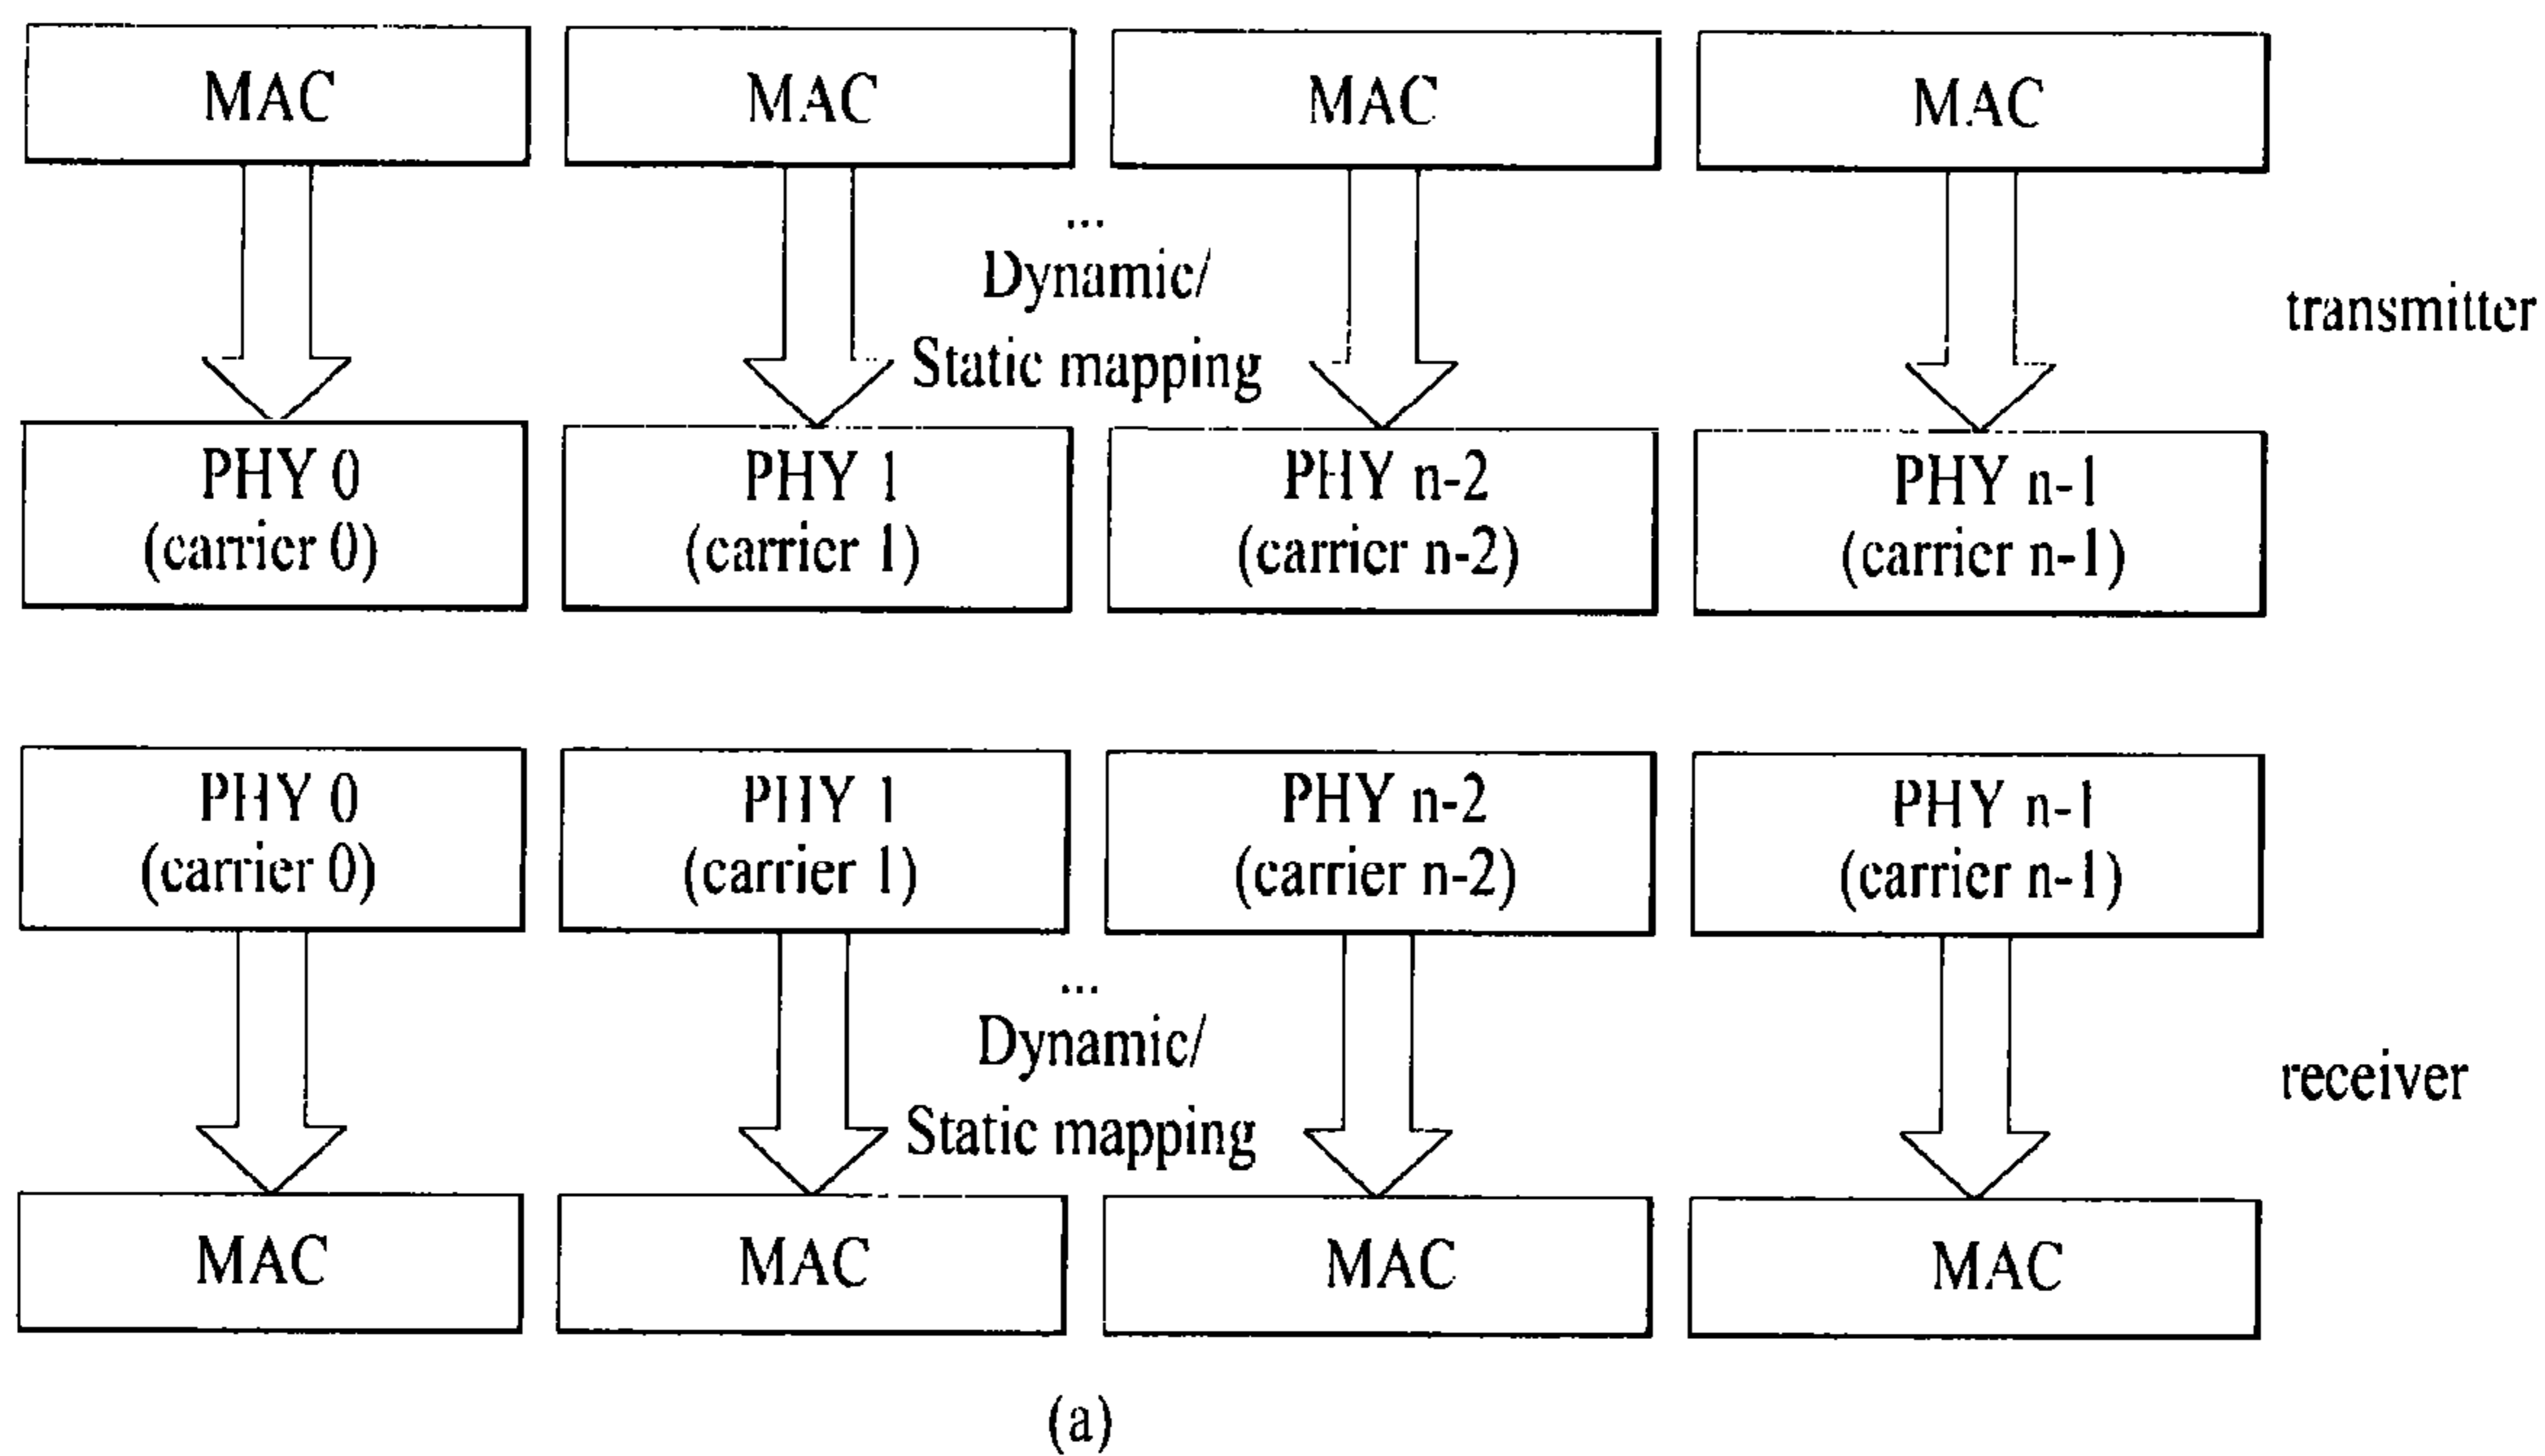 MAC MAC MAC MAC
...
Dynamic/
transmitter
Static mapping
PHY 0 PHY 1 PHY n-2 PHY n-1
(carrier 0) (carrier 1) (carrier n-2) (carrier n-1)
PHY 0 PHY 1 PHY n-2 PHY n-1
(carrier 0) (carrier 1) (carrier n-2) (carrier n-1)
...
Dynamic/
receiver
Static mapping
MAC MAC MAC MAC
(a)